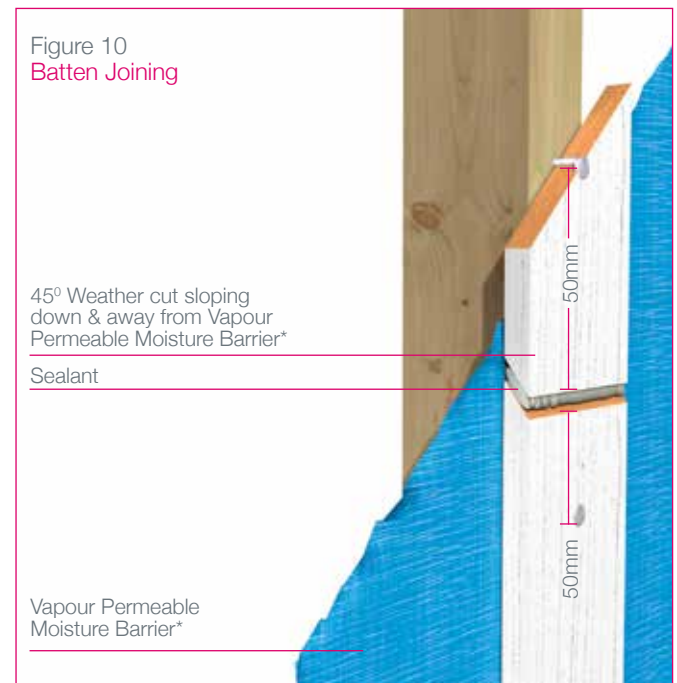 Figure 10
Batten Joining
45⁰ Weather cut sloping
down & away from Vapour
Permeable Moisture Barrier*
Sealant
50mm
50mm
Vapour Permeable
Moisture Barrier*